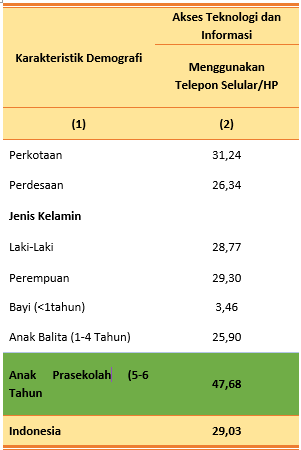 Karakteristik Demografi
Akses Teknologi dan
Informasi
Menggunakan
Telepon Selular/HP
(1) (2)
Perkotaan 31,24
Perdesaan 26,34
Jenis Kelamin
Laki-Laki 28,77
Perempuan 29,30
Bayi (<1tahun) 3,46
Anak Balita (1-4 Tahun) 25,90
Anak Prasekolah (5-6
Tahun 47,68
Indonesia 29,03